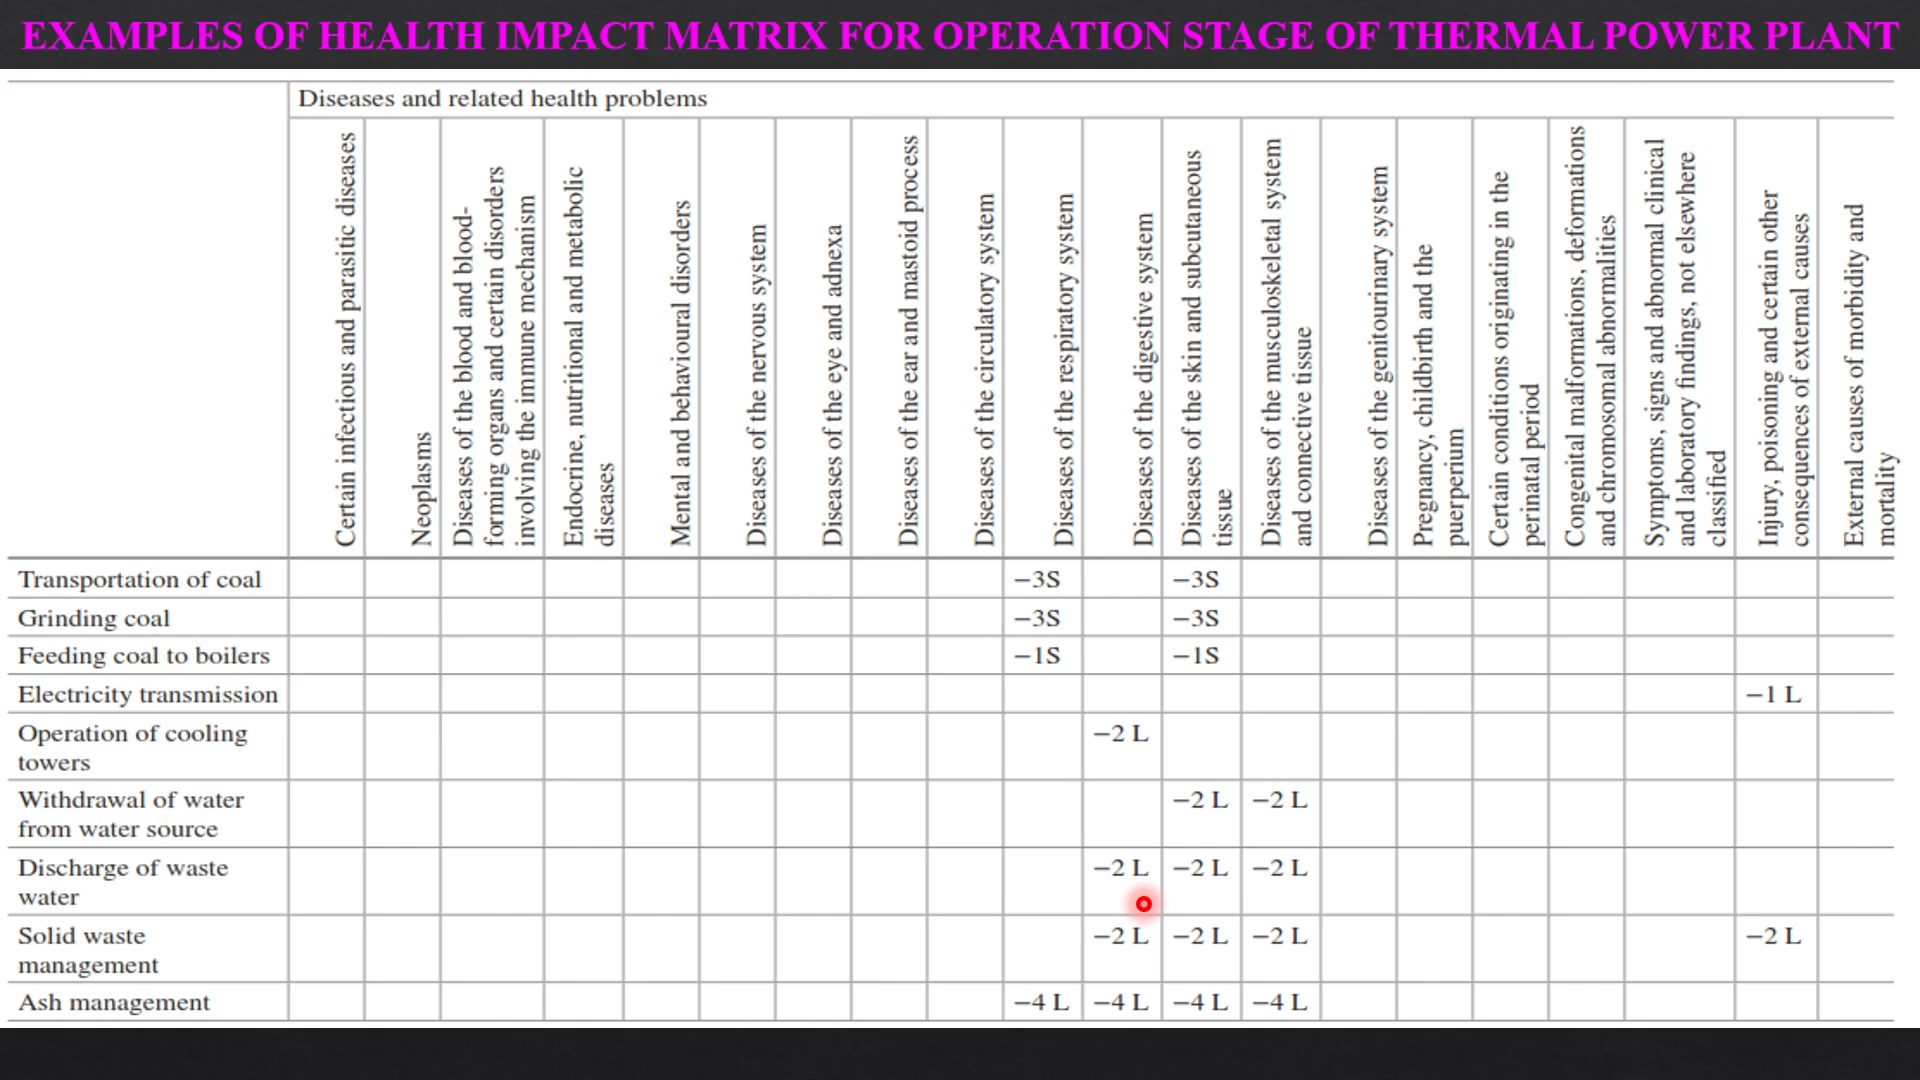 EXAMPLES OF HEALTH IMPACT MATRIX FOR OPERATION STAGE OF THERMAL POWER PLANT
Diseases and related health problems
Certain infectious and parasitic diseases
Neoplasms
Diseases of the blood and blood-
forming organs and certain disorders
involving the immune mechanism
Endocrine, nutritional and metabolic
diseases
Mental and behavioural disorders
Diseases of the nervous system
Diseases of the eye and adnexa
Diseases of the ear and mastoid process
Diseases of the circulatory system
Diseases of the respiratory system
Diseases of the digestive system
Diseases of the skin and subcutaneous
tissue
Diseases of the musculoskeletal system
and connective tissue
Diseases of the genitourinary system
Pregnancy, childbirth and the
puerperium
Certain conditions originating in the
perinatal period
Congenital malformations, deformations
and chromosomal abnormalities
Symptoms, signs and abnormal clinical
and laboratory findings, not elsewhere
classified
Injury, poisoning and certain other
consequences of external causes
External causes of morbidity and
mortality
Transportation of coal −3S −3S
Grinding coal −3S −3S
Feeding coal to boilers −1S −1S
Electricity transmission −1 L
Operation of cooling −2 L
towers
Withdrawal of water −2 L −2 L
from water source
Discharge of waste −2 L −2 L −2 L
water
Solid waste −2 L −2 L −2 L −2 L
management
Ash management −4 L −4 L −4 L −4 L